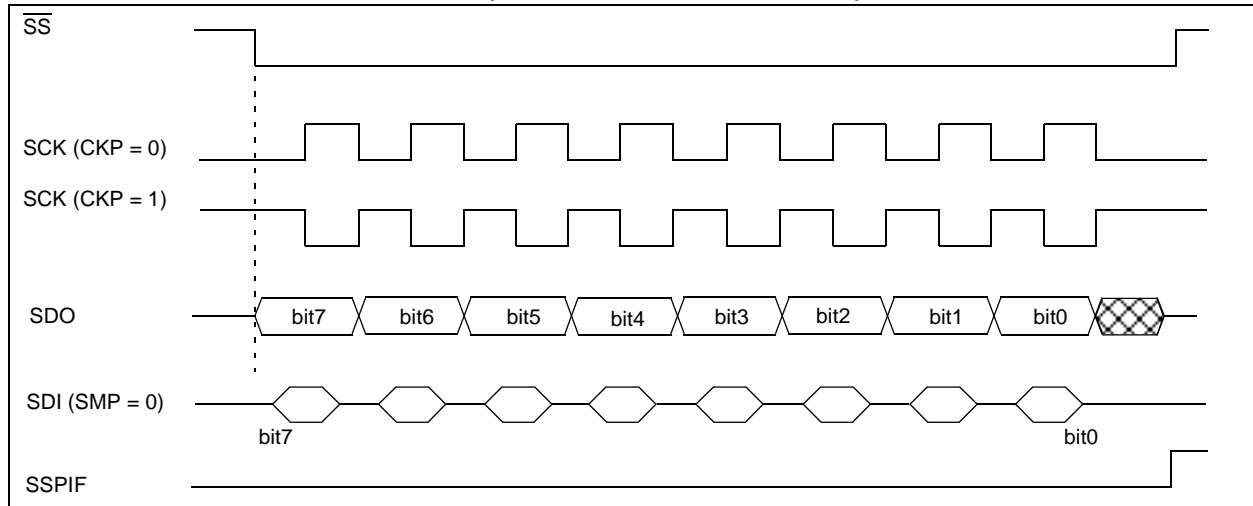 SS
SCK (CKP = 0)
SCK (CKP = 1)
SDO
bit7 bit6 bit5 bit4 bit3 bit2 bit1 bit0
SDI (SMP = 0)
bit7 bit0
SSPIF